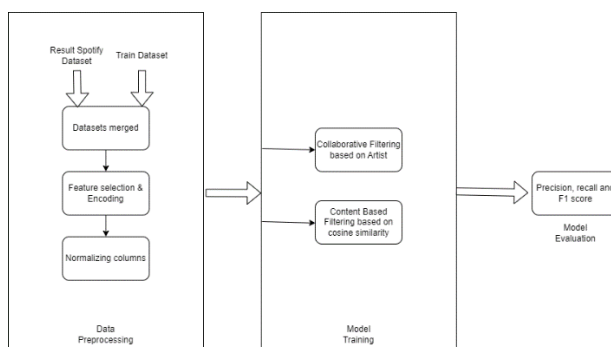 Result Spotify
Dataset
Train Dataset
Datasets merged
Feature selection &
Encoding
Normalizing columns
Data
Preprocessing
Collaborative Filtering
based on Artist
Content Based
Filtering based on
cosine similarity
Model
Training
Precision, recall and
F1 score
Model
Evaluation